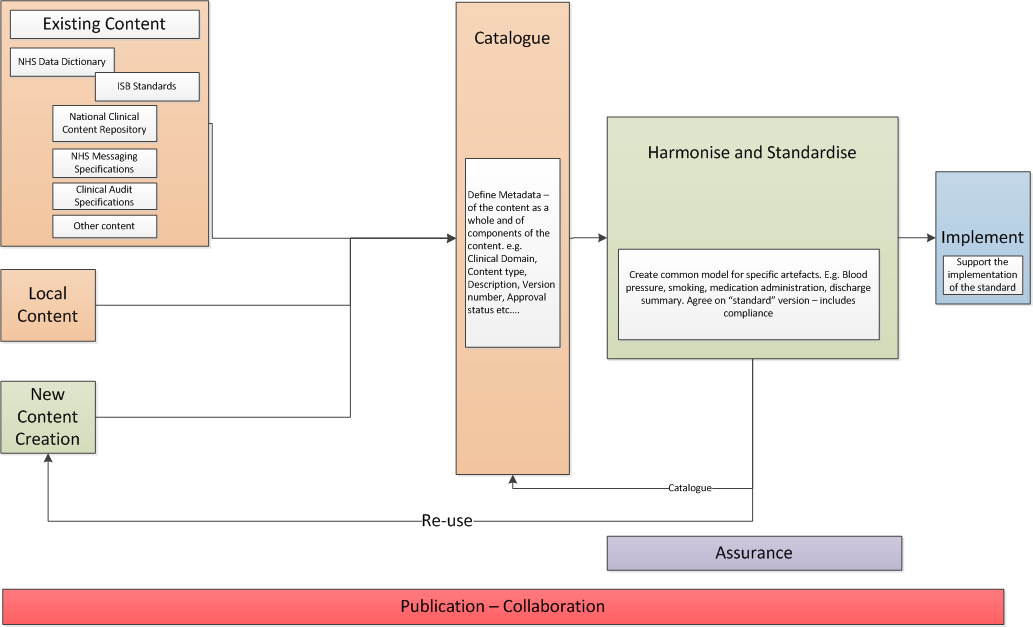 Existing Content
NHS Data Dictionary
ISB Standards
National Clinical
Content Repository
NHS Messaging
Specifications
Clinical Audit
Specifications
Other content
Local
Content
New
Content
Creation
Catalogue
Define Metadata –
of the content as a
whole and of
components of the
content. e.g.
Clinical Domain,
Content type,
Description, Version
number, Approval
status etc....
Harmonise and Standardise
Create common model for specific artefacts. E.g. Blood
pressure, smoking, medication administration, discharge
summary. Agree on “standard” version – includes
compliance
Implement
Support the
implementation
of the standard
Catalogue
Re-use
Assurance
Publication – Collaboration